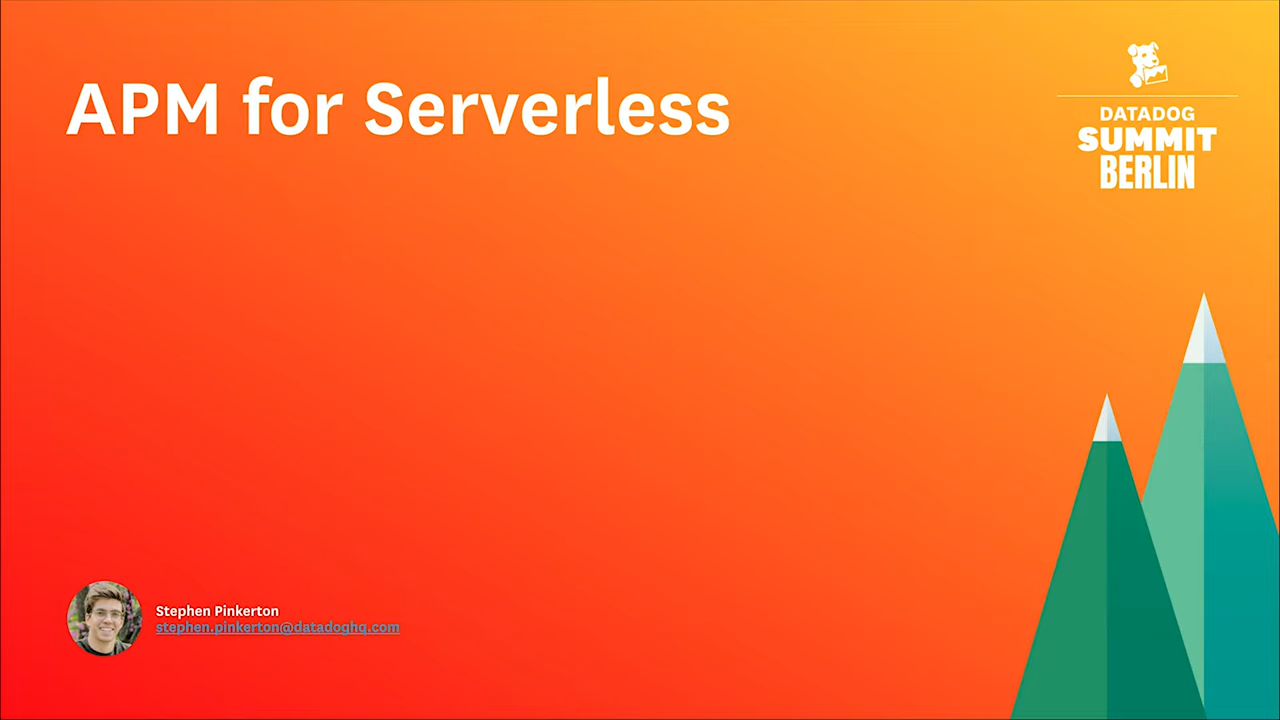 APM for Serverless
DATADOG
SUMMIT
BERLIN
Stephen Pinkerton
stephen.pinkerton@datadoghq.com